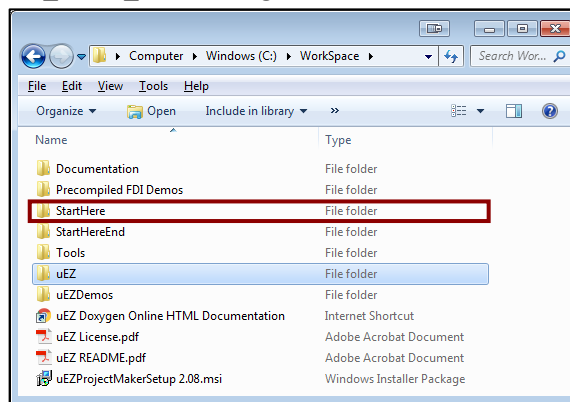 Computer Windows (C:) WorkSpace Search Wor...
File Edit View Tools Help
Organize Open Include in library »
Name Type
Documentation File folder
Precompiled FDI Demos File folder
StartHere File folder
StartHereEnd File folder
Tools File folder
uEZ File folder
uEZDemos File folder
uEZ Doxygen Online HTML Documentation Internet Shortcut
uEZ License.pdf Adobe Acrobat Document
uEZ README.pdf Adobe Acrobat Document
uEZProjectMakerSetup 2.08.msi Windows Installer Package